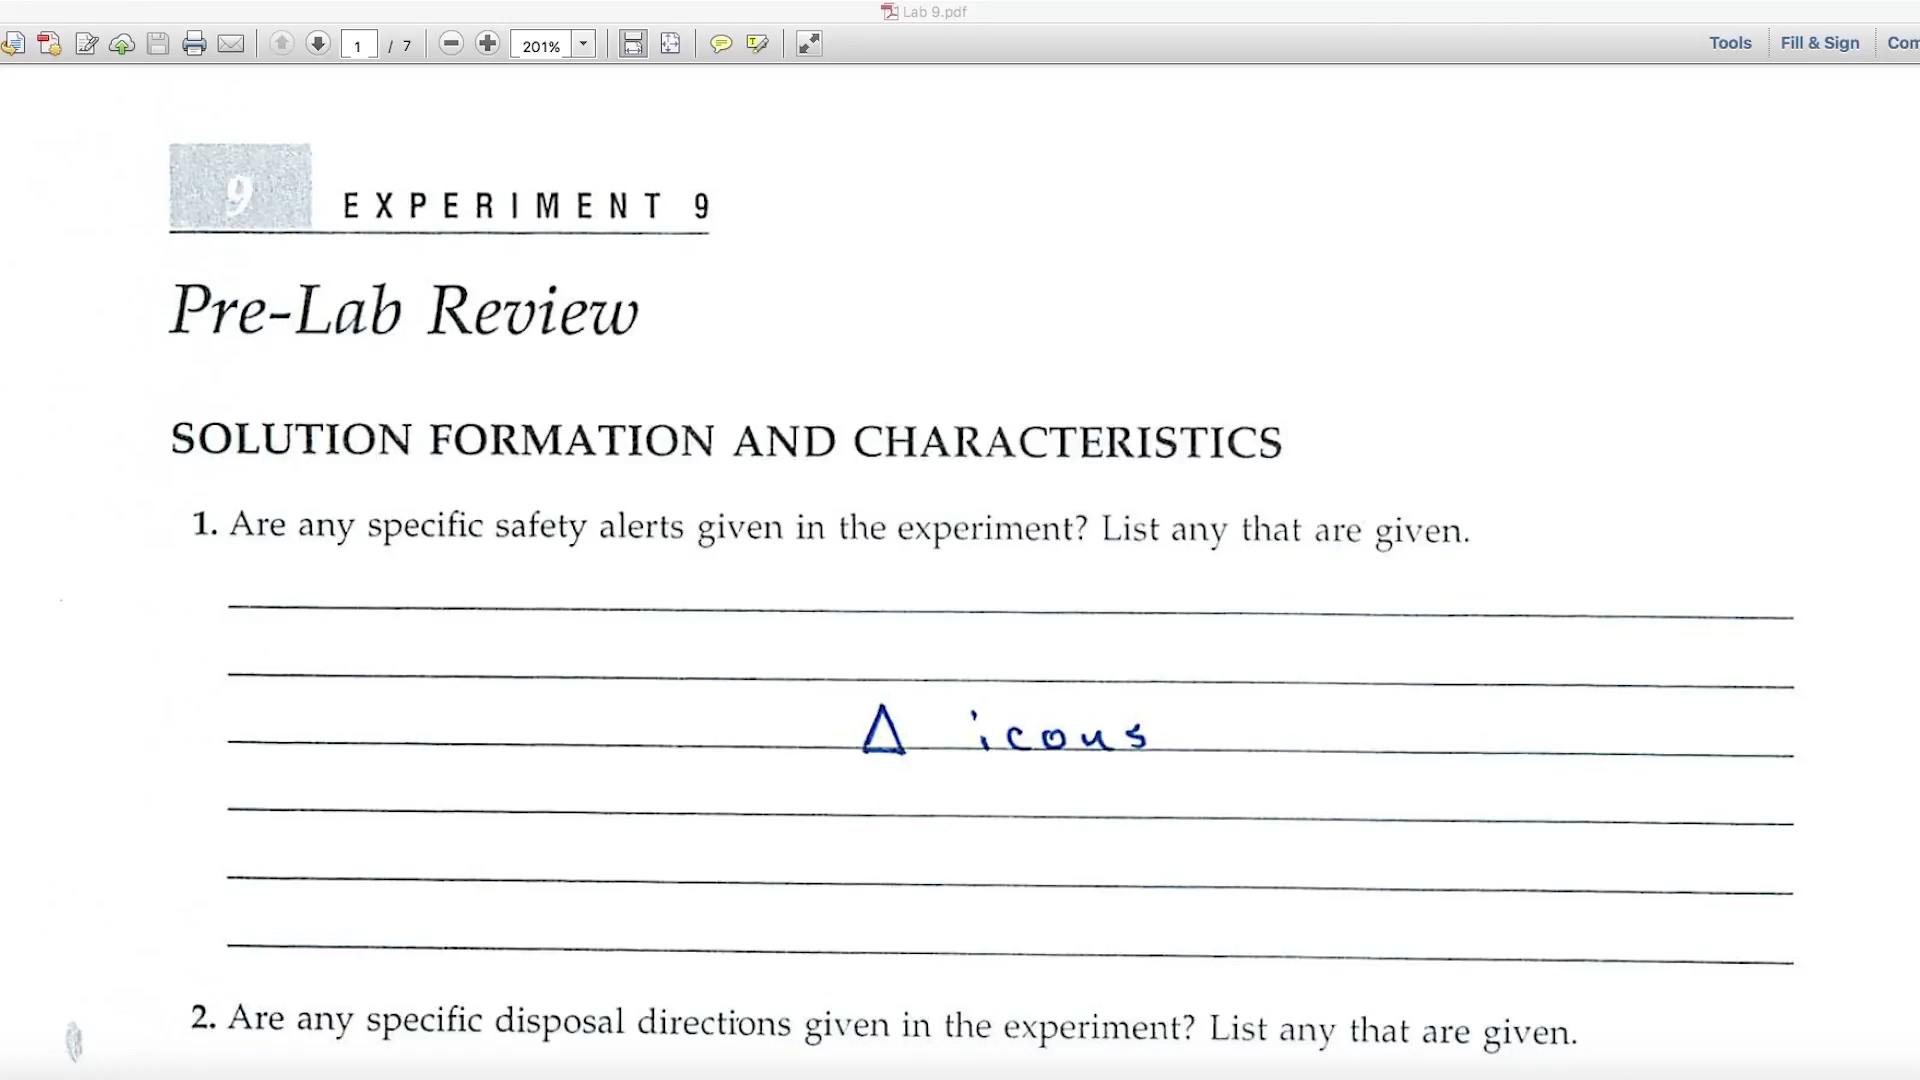 Lab 9.pdf
1 / 7 201% Tools Fill & Sign Com
9 EXPERIMENT 9
Pre-Lab Review
SOLUTION FORMATION AND CHARACTERISTICS
1. Are any specific safety alerts given in the experiment? List any that are given.
Δ icons
2. Are any specific disposal directions given in the experiment? List any that are given.